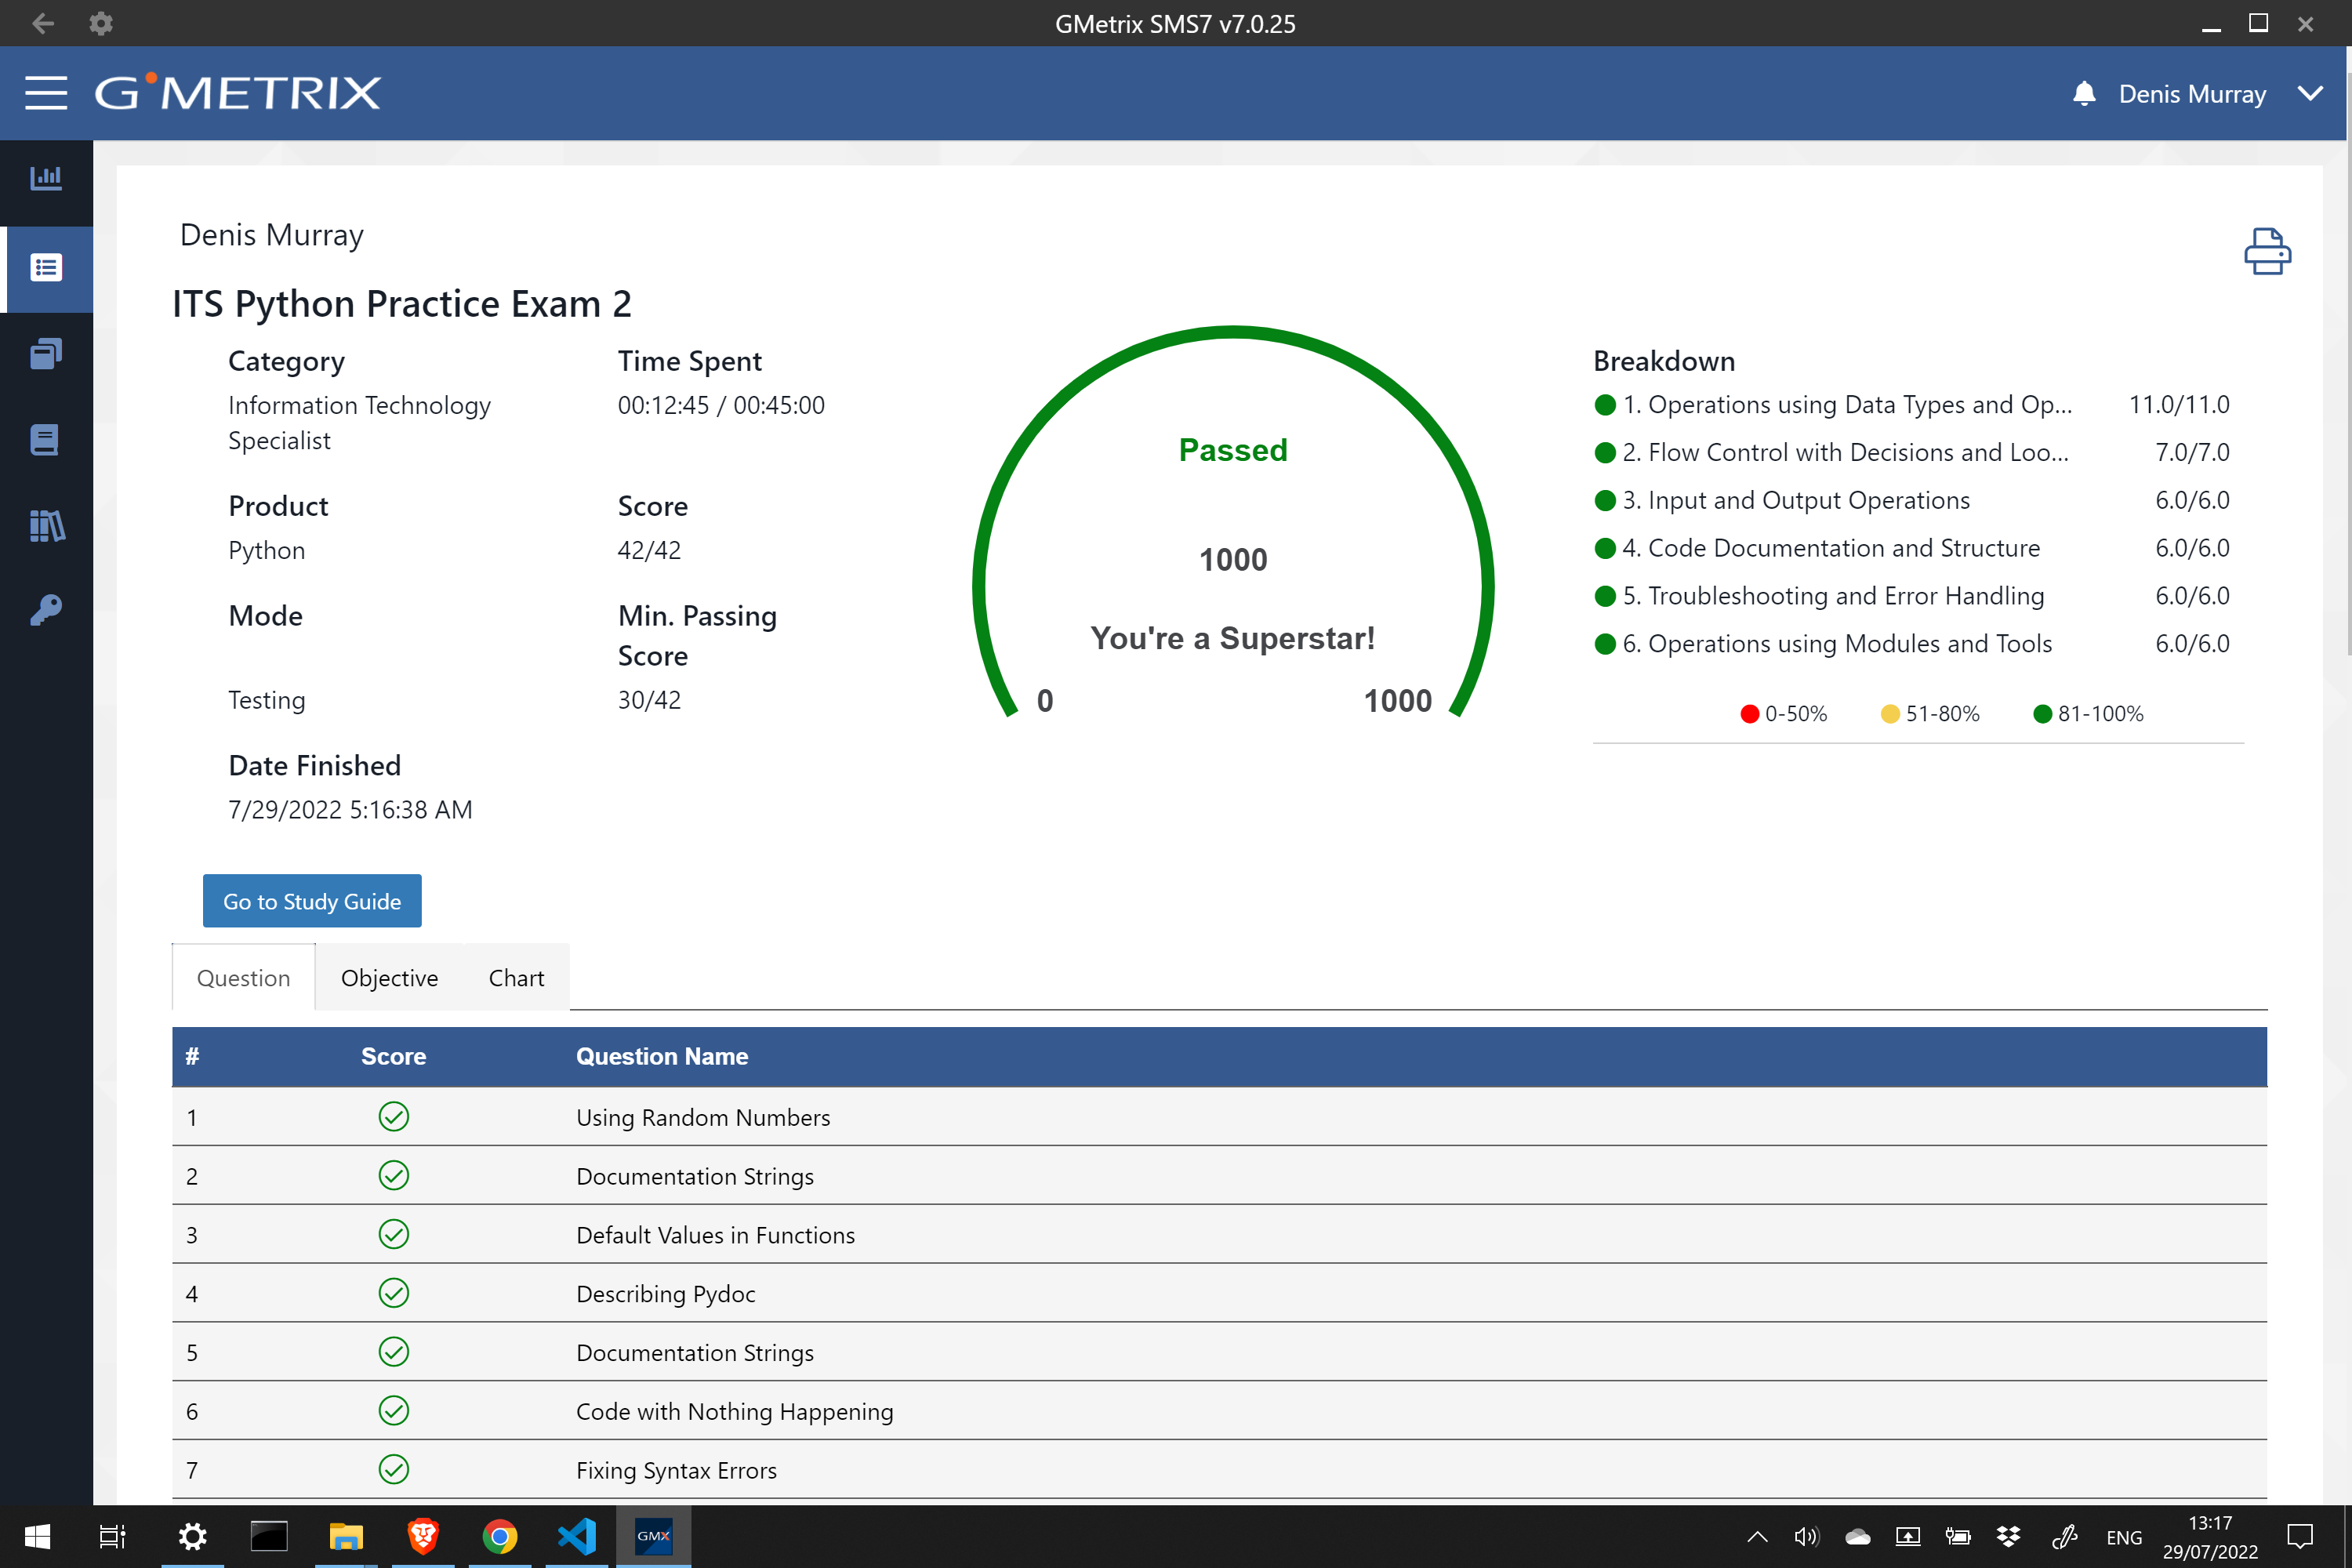 GMetrix SMS7 v7.0.25
G METRIX
Denis Murray
Denis Murray
ITS Python Practice Exam 2
Category
Information Technology
Specialist
Time Spent
00:12:45 / 00:45:00
Product
Python
Score
42/42
Mode
Testing
Min. Passing
Score
30/42
Date Finished
7/29/2022 5:16:38 AM
Passed
1000
You're a Superstar!
0
1000
Breakdown
1. Operations using Data Types and Op... 11.0/11.0
2. Flow Control with Decisions and Loo... 7.0/7.0
3. Input and Output Operations 6.0/6.0
4. Code Documentation and Structure 6.0/6.0
5. Troubleshooting and Error Handling 6.0/6.0
6. Operations using Modules and Tools 6.0/6.0
0-50% 51-80% 81-100%
Go to Study Guide
Question Objective Chart
# Score Question Name
1 Using Random Numbers
2 Documentation Strings
3 Default Values in Functions
4 Describing Pydoc
5 Documentation Strings
6 Code with Nothing Happening
7 Fixing Syntax Errors
GMX
ENG
13:17
29/07/2022